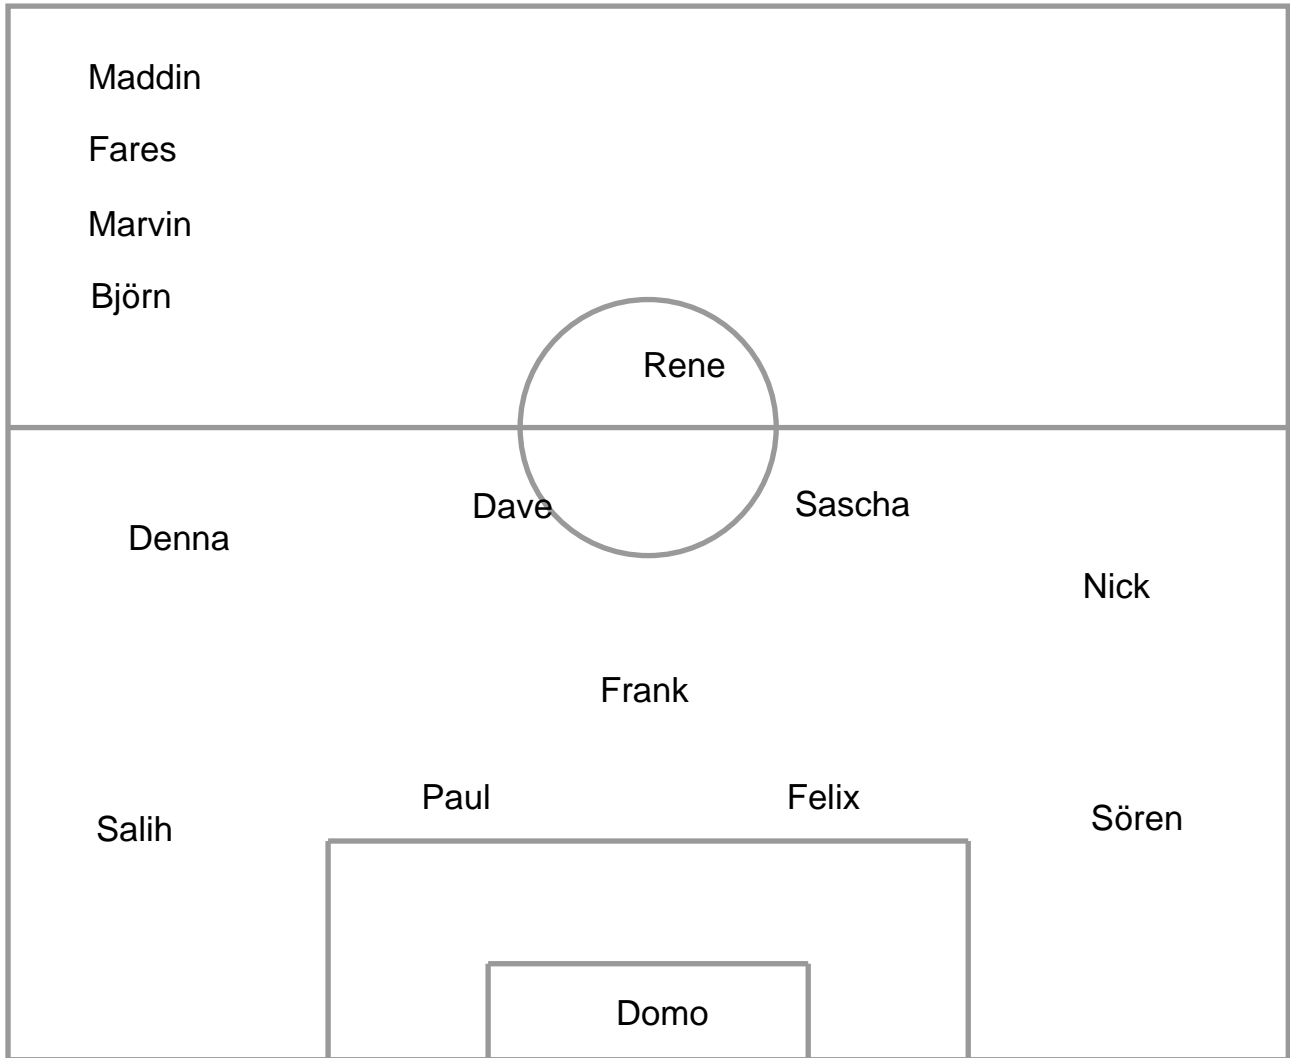 Maddin
Fares
Marvin
Björn
Rene
Dave
Sascha
Denna
Nick
Frank
Paul
Felix
Salih
Sören
Domo